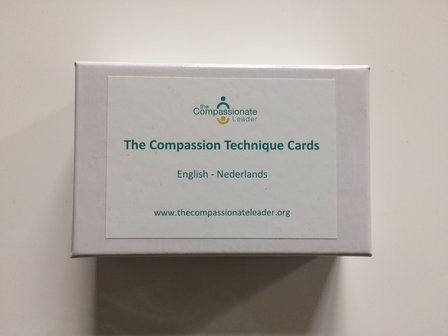 the
Compassionate
Leader
The Compassion Technique Cards
English - Nederlands
www.thecompassionateleader.org